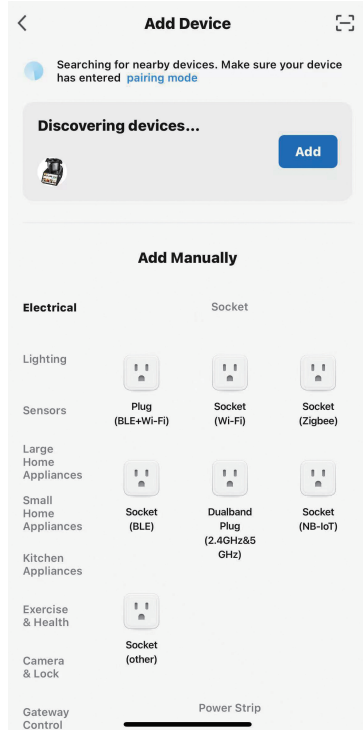 Add Device
Searching for nearby devices. Make sure your device
has entered pairing mode
Discovering devices...
Add
Add Manually
Electrical
Socket
Lighting
Plug
(BLE+Wi-Fi)
Socket
(Wi-Fi)
Socket
(Zigbee)
Sensors
Large
Home
Appliances
Socket
(BLE)
Dualband
Plug
(2.4GHz&5
GHz)
Socket
(NB-IoT)
Small
Home
Appliances
Kitchen
Appliances
Exercise
& Health
Socket
(other)
Camera
& Lock
Gateway
Control
Power Strip